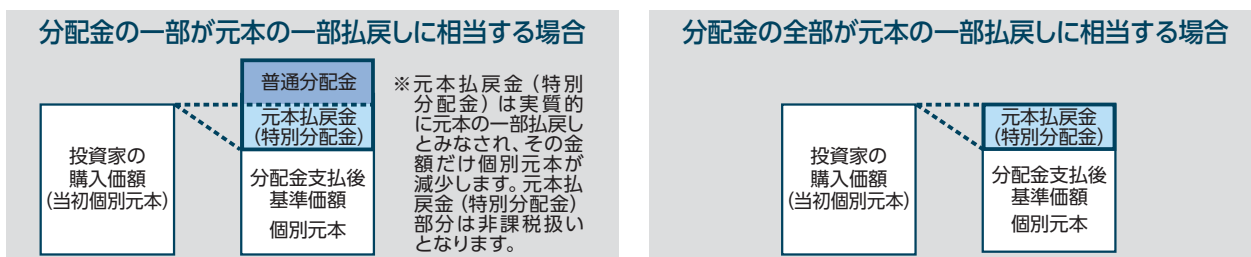 分配金の一部が元本の一部払戻しに相当する場合
投資家の
購入価額
(当初個別元本)
普通分配金
元本払戻金
(特別分配金)
分配金支払後
基準価額
個別元本
※元本払戻金(特別
分配金)は実質的
に元本の一部払戻し
とみなされ、その金
額だけ個別元本が
減少します。元本払
戻金(特別分配金)
部分は非課税扱い
となります。
分配金の全部が元本の一部払戻しに相当する場合
投資家の
購入価額
(当初個別元本)
元本払戻金
(特別分配金)
分配金支払後
基準価額
個別元本